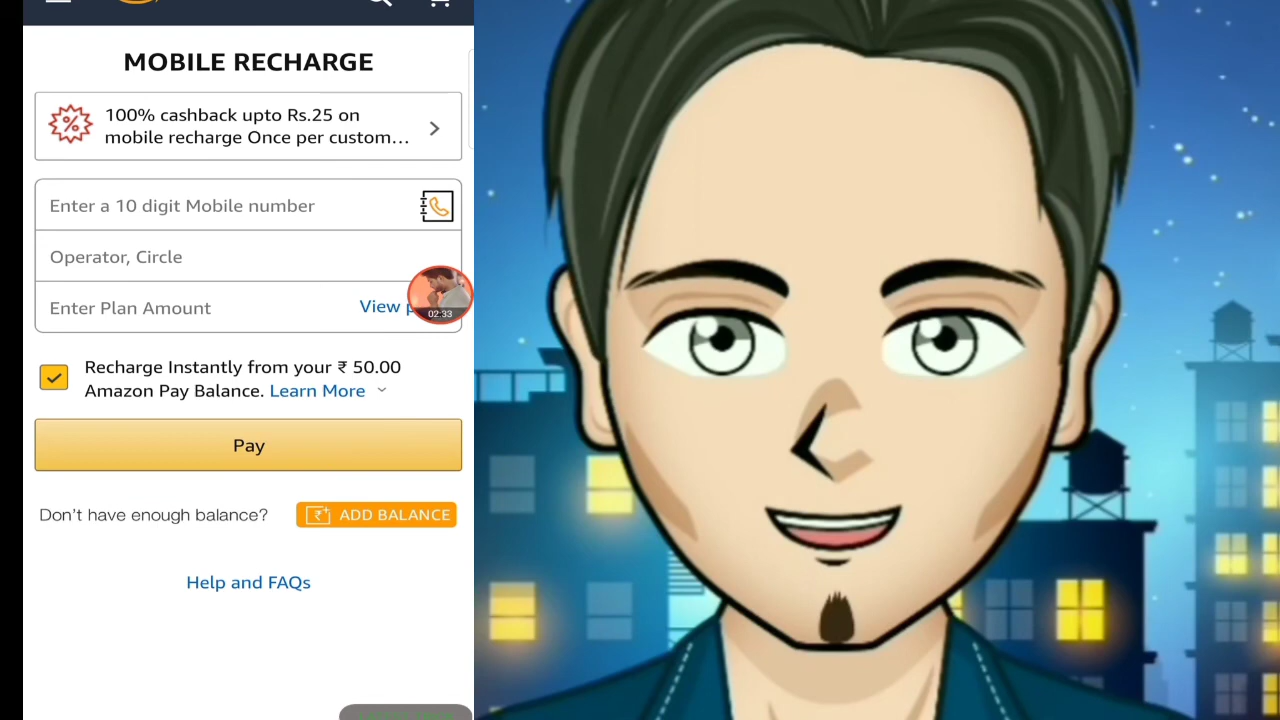 MOBILE RECHARGE
100% cashback upto Rs.25 on
mobile recharge Once per custom...
Enter a 10 digit Mobile number
Operator, Circle
Enter Plan Amount
View
02:33
Recharge Instantly from your ₹ 50.00
Amazon Pay Balance. Learn More
Pay
Don't have enough balance?
ADD BALANCE
Help and FAQs